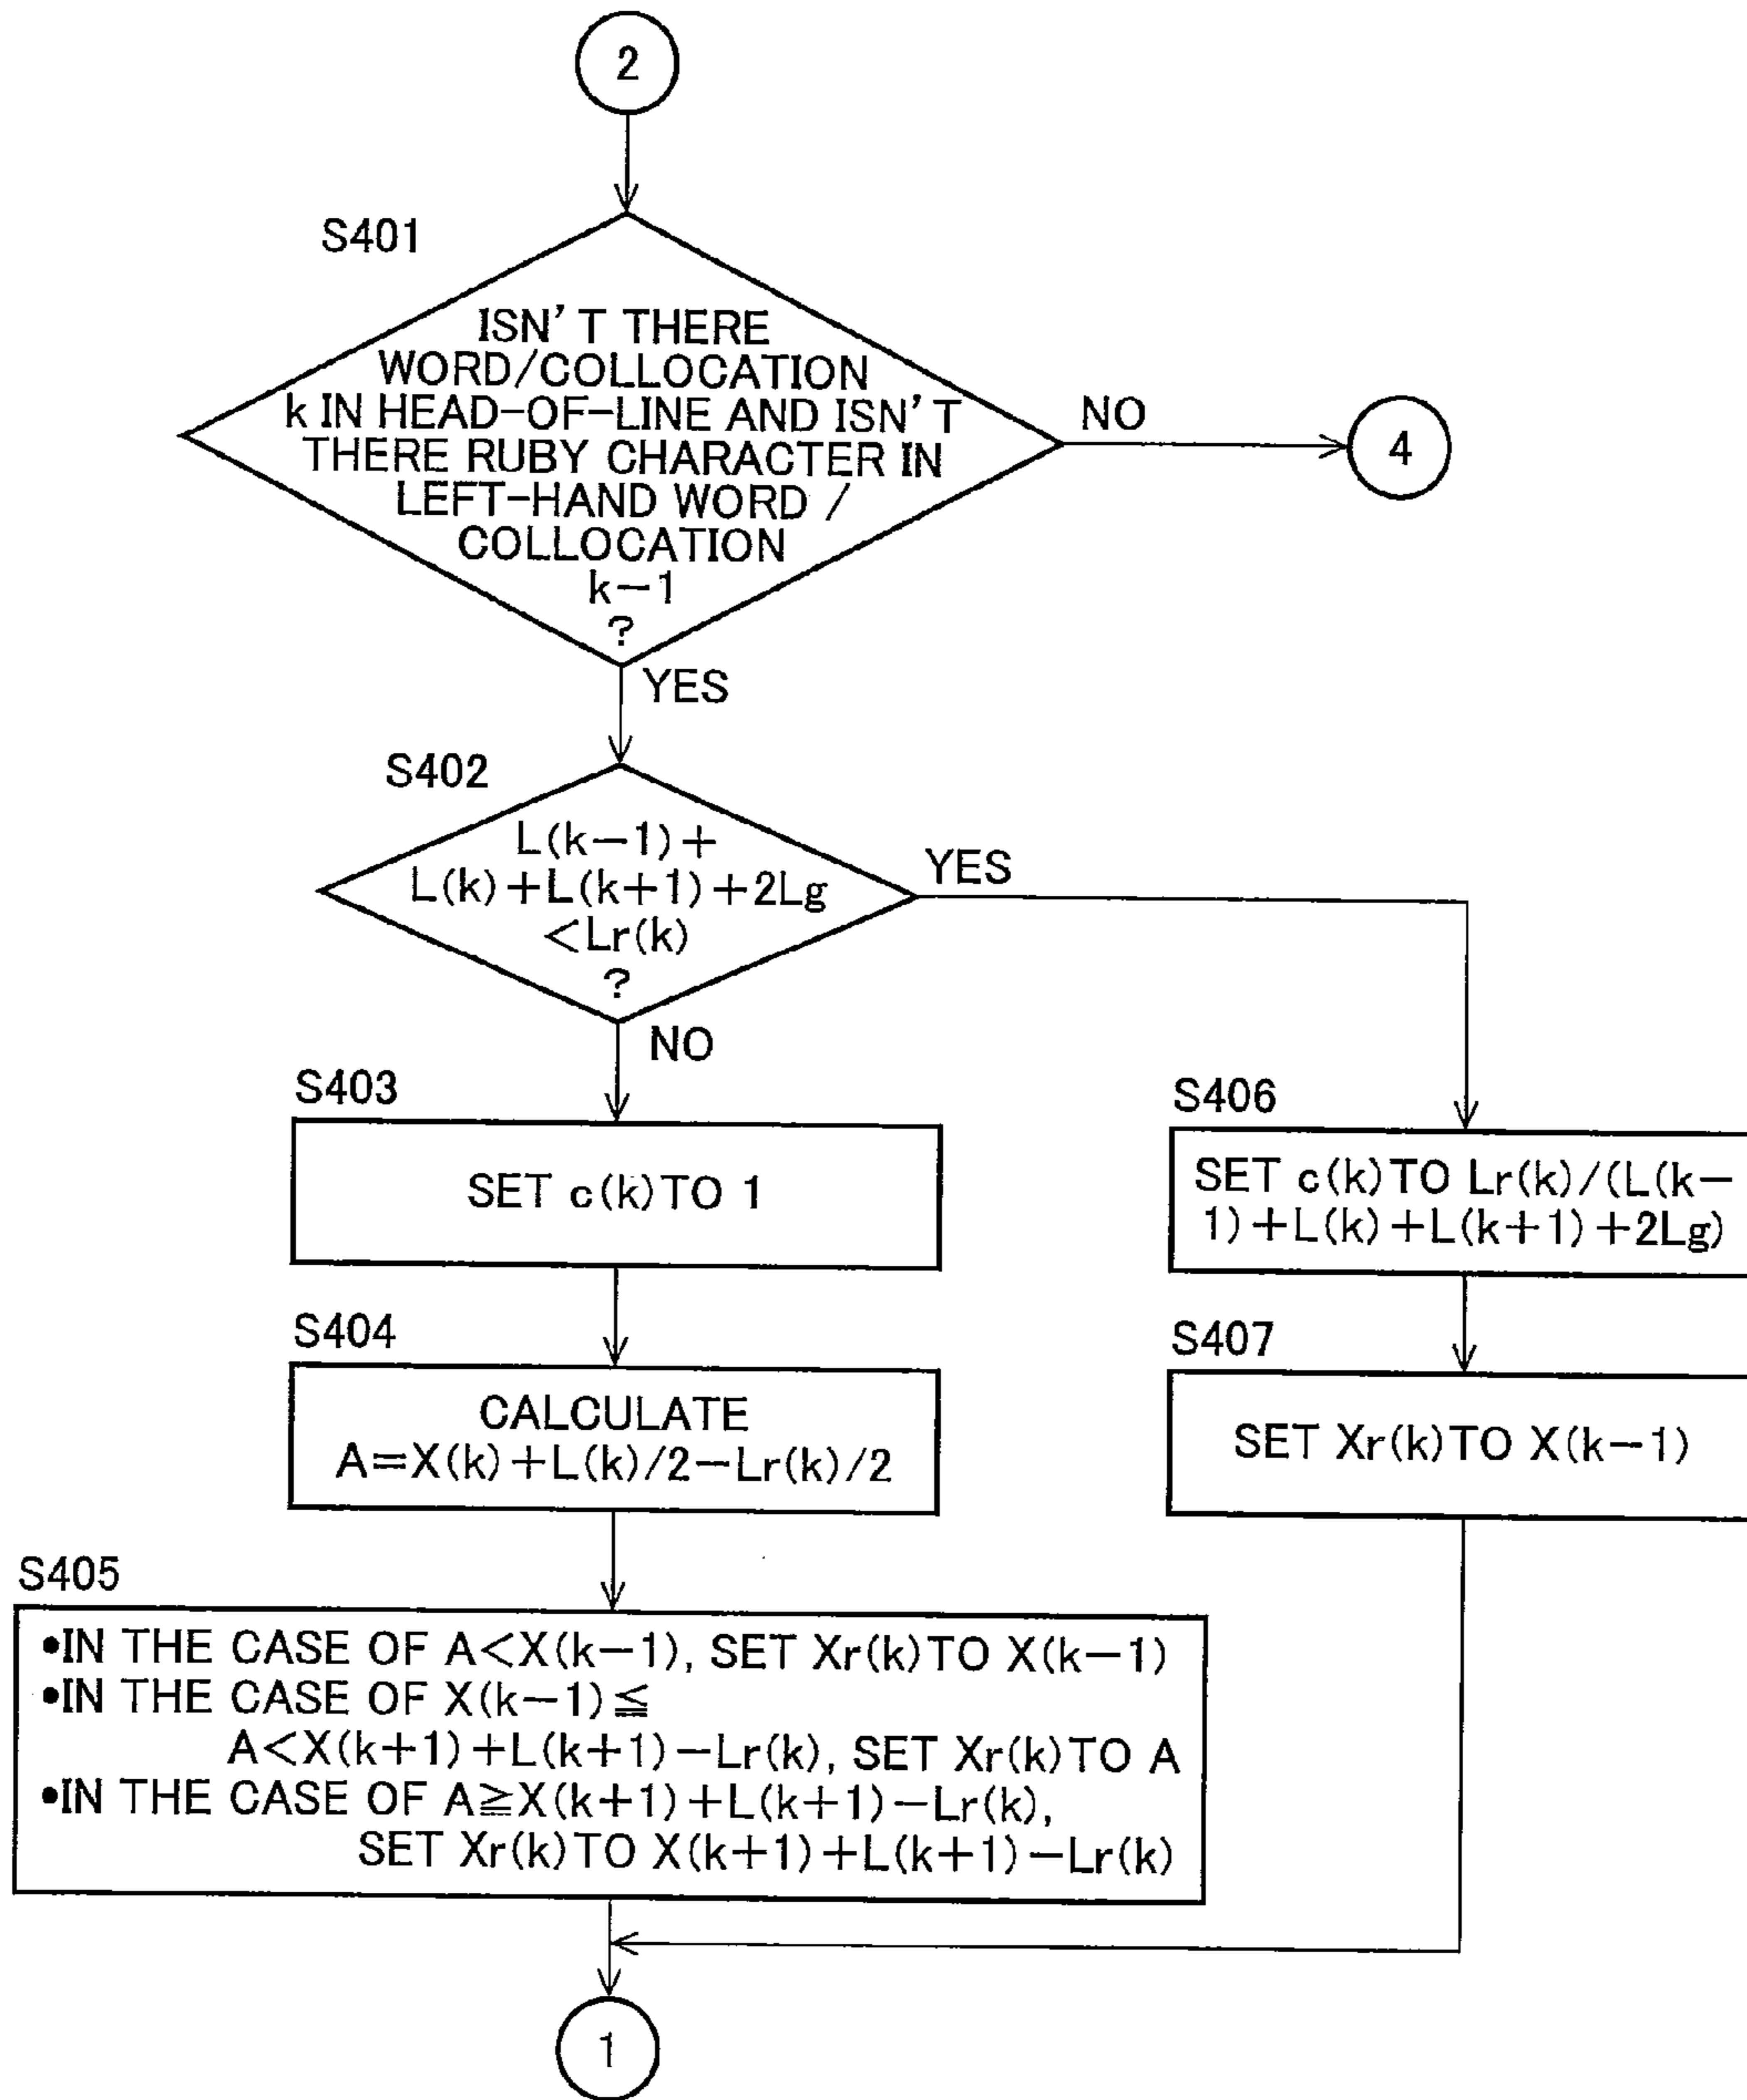 2
S401
ISN'T THERE
WORD/COLLOCATION
k IN HEAD-OF-LINE AND ISN'T
THERE RUBY CHARACTER IN
LEFT-HAND WORD /
COLLOCATION
k-1
?
NO
4
YES
S402
L(k-1)+
L(k)+L(k+1)+2Lg
<Lr(k)
?
YES
NO
S403
SET c(k)TO 1
S406
SET c(k)TO Lr(k)/(L(k-
1)+L(k)+L(k+1)+2Lg)
S404
CALCULATE
A=X(k)+L(k)/2-Lr(k)/2
S407
SET Xr(k)TO X(k-1)
S405
•IN THE CASE OF A<X(k-1), SET Xr(k)TO X(k-1)
•IN THE CASE OF X(k-1)≦
A<X(k+1)+L(k+1)-Lr(k), SET Xr(k)TO A
•IN THE CASE OF A≧X(k+1)+L(k+1)-Lr(k),
SET Xr(k)TO X(k+1)+L(k+1)-Lr(k)
1